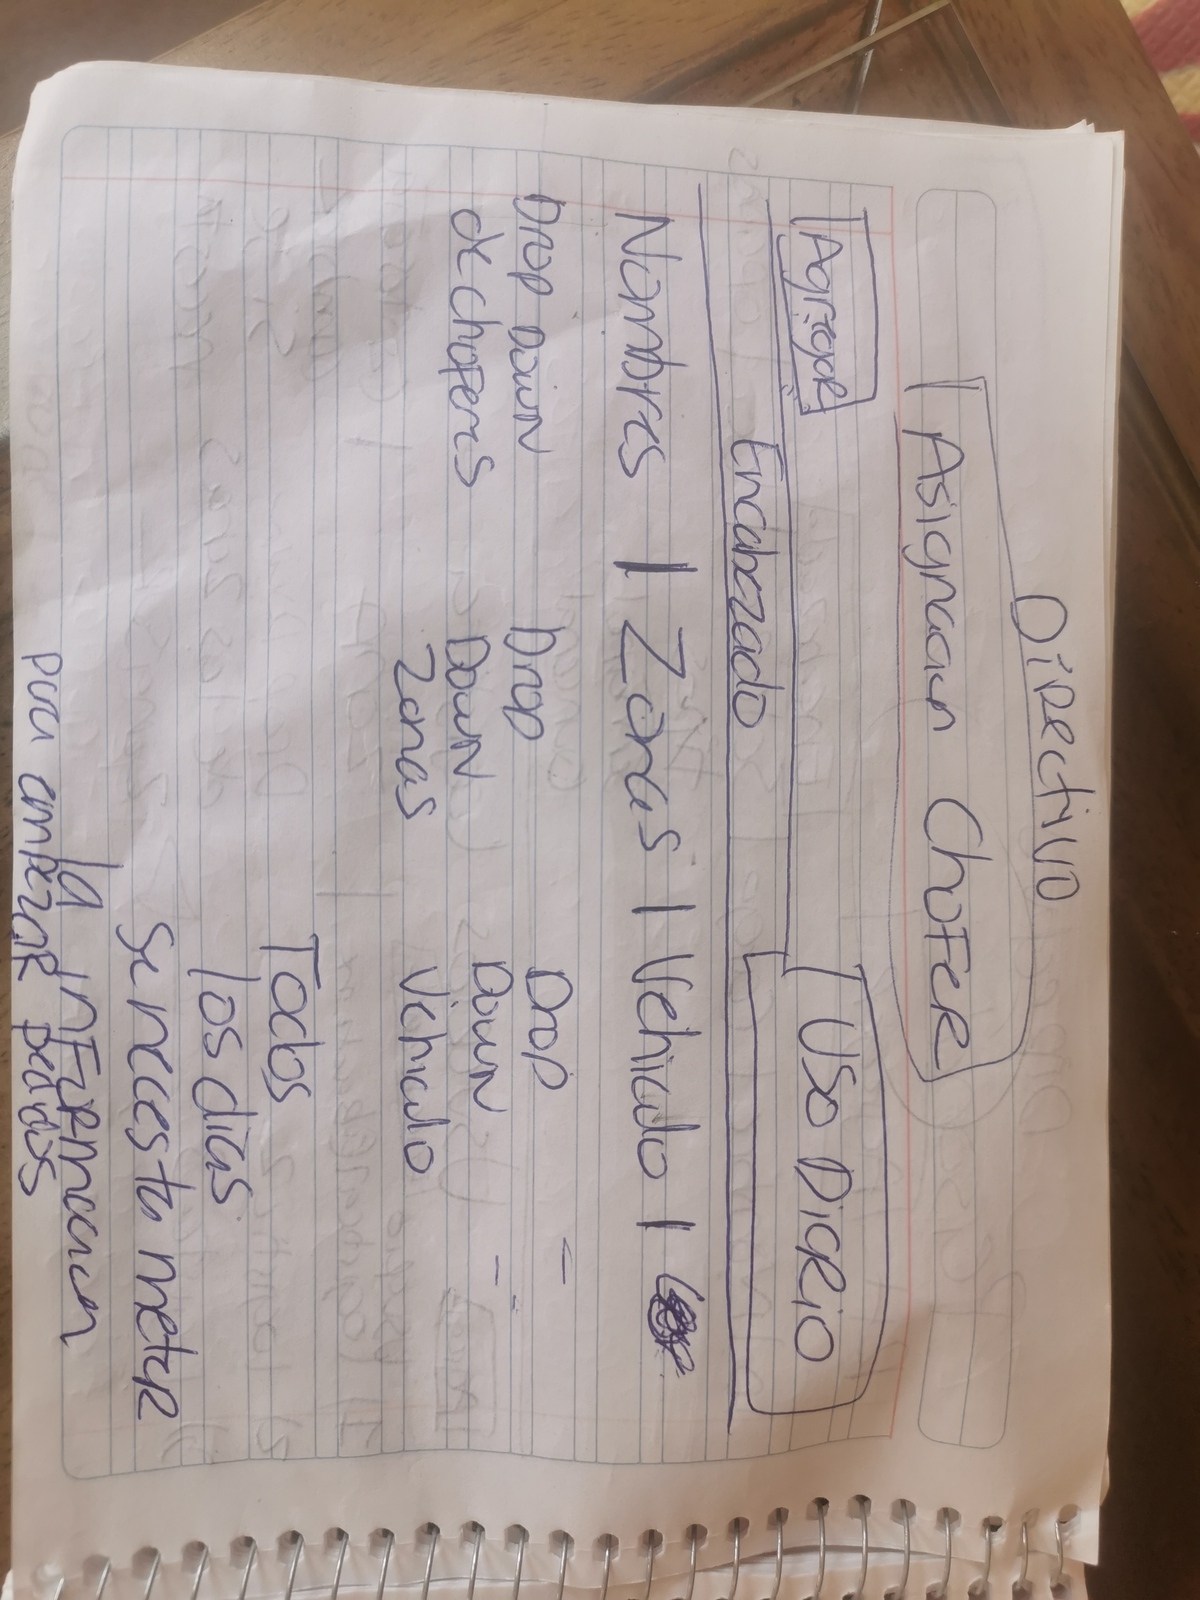 Directivo
Asignacion Chofer
Agregar
Uso Diario
Encabezado
Nombres | Zonas | Vehiculo |
Drop Down de choferes
Drop Down Zonas
Drop Down Vehiculo
Todos
los dias
se necesita meter
la informacion
para empezar pedidos